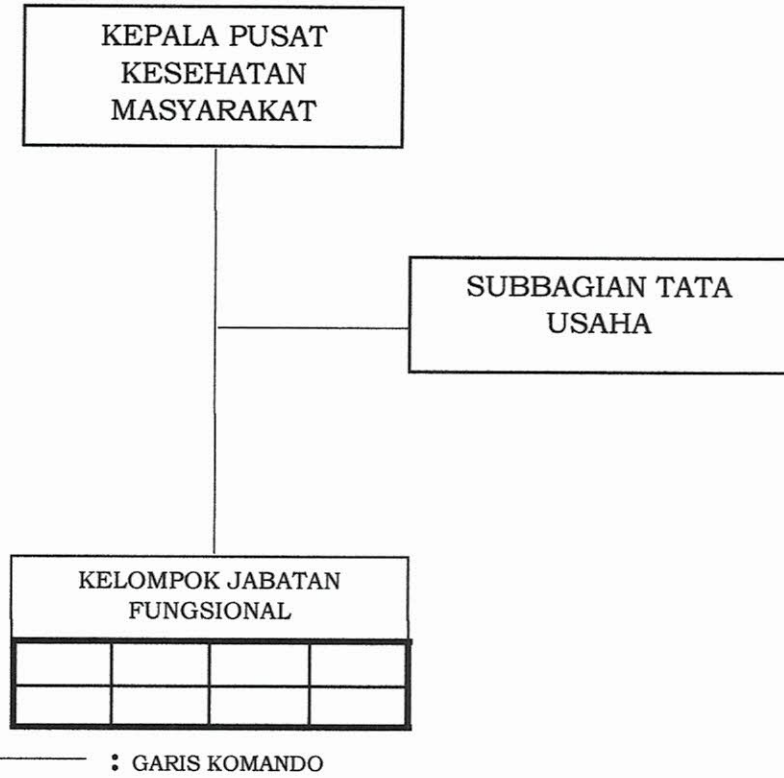 KEPALA PUSAT
KESEHATAN
MASYARAKAT
SUBBAGIAN TATA
USAHA
KELOMPOK JABATAN
FUNGSIONAL
: GARIS KOMANDO